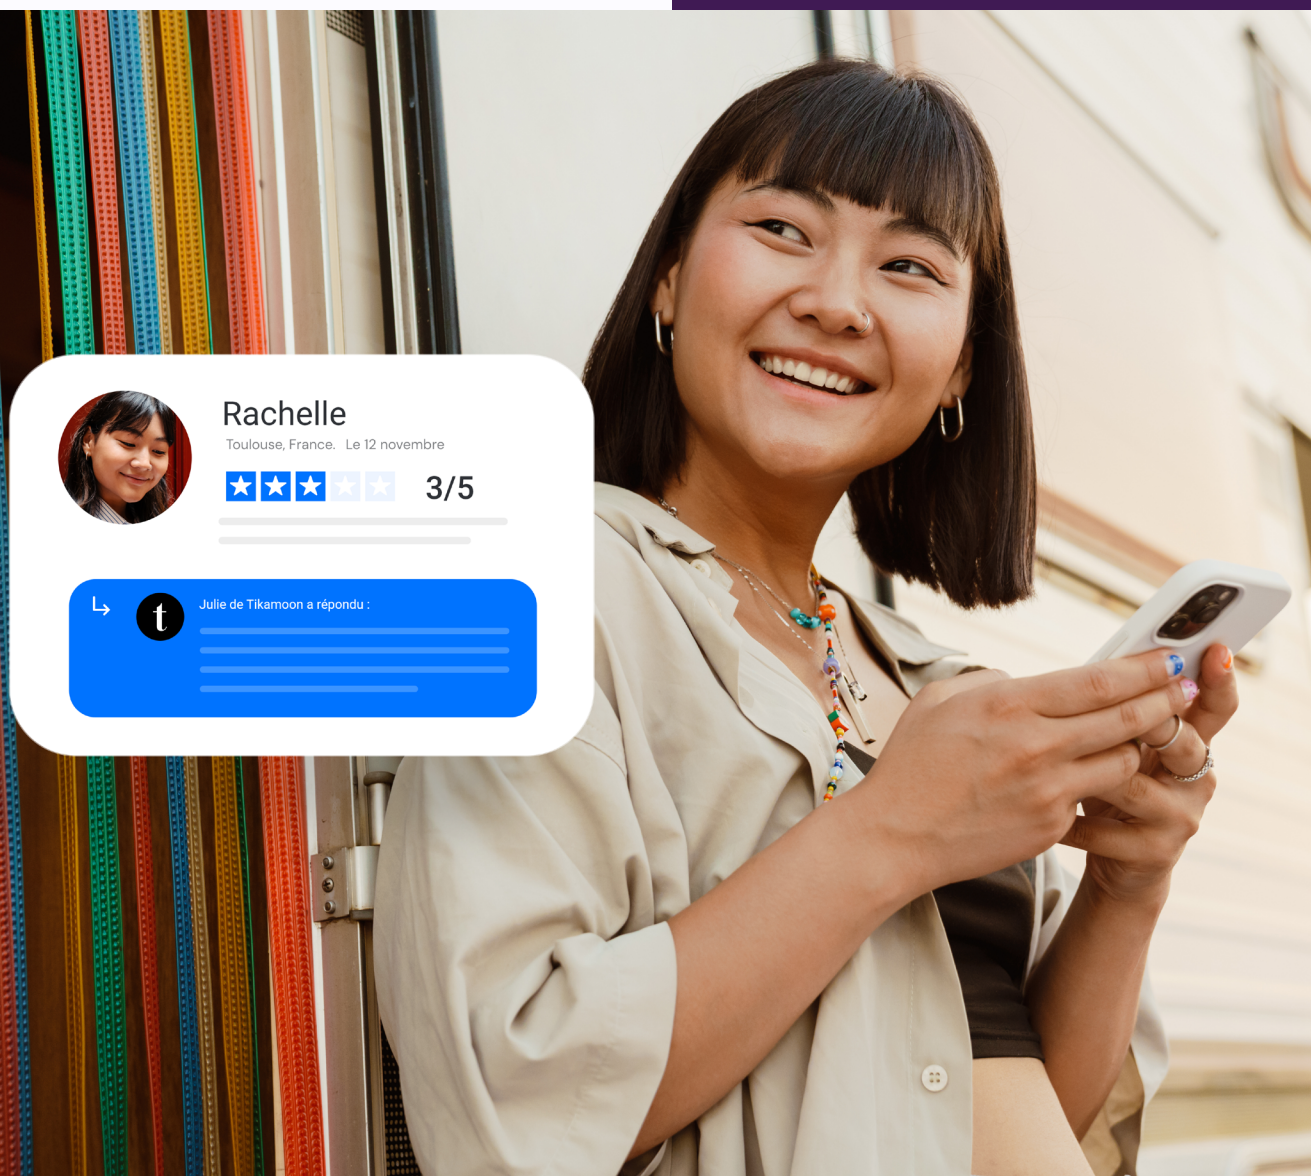 Rachelle
Toulouse, France. Le 12 novembre
3/5
t
Julie de Tikamoon a répondu :